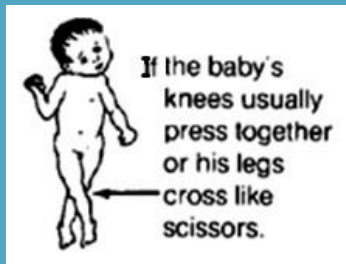 If the baby's
knees usually
press together
or his legs
cross like
scissors.